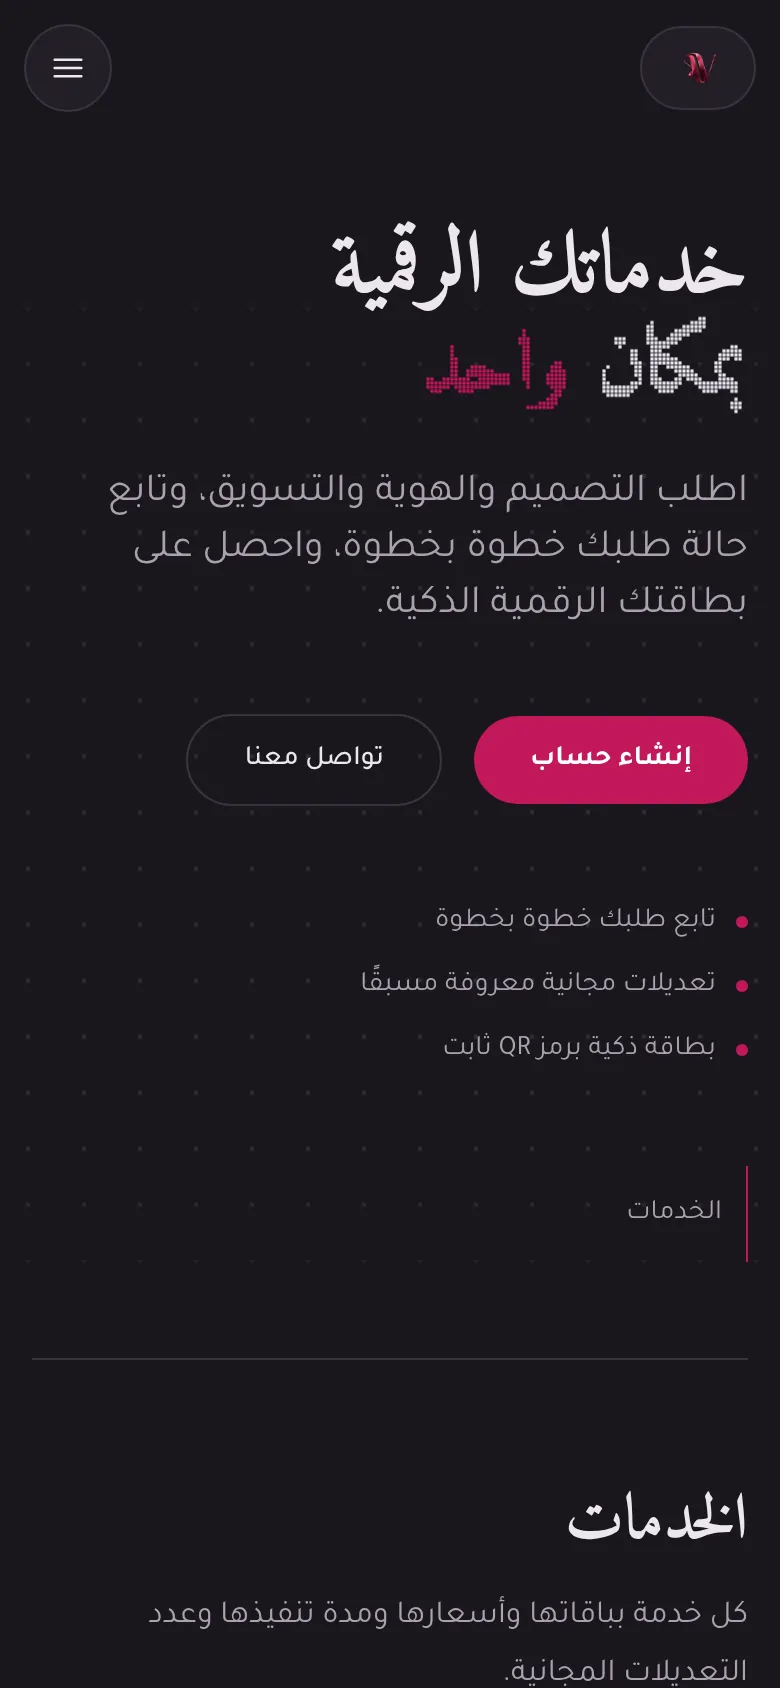 خدماتك الرقمية
بمكان واحد
اطلب التصميم والهوية والتسويق، وتابع
حالة طلبك خطوة بخطوة، واحصل على
بطاقتك الرقمية الذكية.
إنشاء حساب
تواصل معنا
تابع طلبك خطوة بخطوة
تعديلات مجانية معروفة مسبقًا
بطاقة ذكية برمز QR ثابت
الخدمات
الخدمات
كل خدمة بباقاتها وأسعارها ومدة تنفيذها وعدد
التعديلات المجانية.